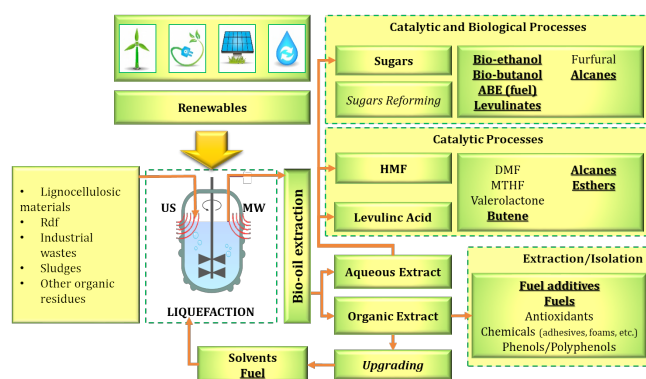 Catalytic and Biological Processes
Sugars
Sugars Reforming
Bio-ethanol
Bio-butanol
ABE (fuel)
Levulinates
Furfural
Alcanes
Renewables
Catalytic Processes
HMF
Levulinc Acid
DMF
MTHF
Valerolactone
Butene
Alcanes
Esthers
• Lignocellulosic
materials
• Rdf
• Industrial
wastes
• Sludges
• Other organic
residues
US
MW
LIQUEFACTION
Bio-oil extraction
Aqueous Extract
Organic Extract
Upgrading
Solvents
Fuel
Extraction/Isolation
Fuel additives
Fuels
Antioxidants
Chemicals (adhesives, foams, etc.)
Phenols/Polyphenols